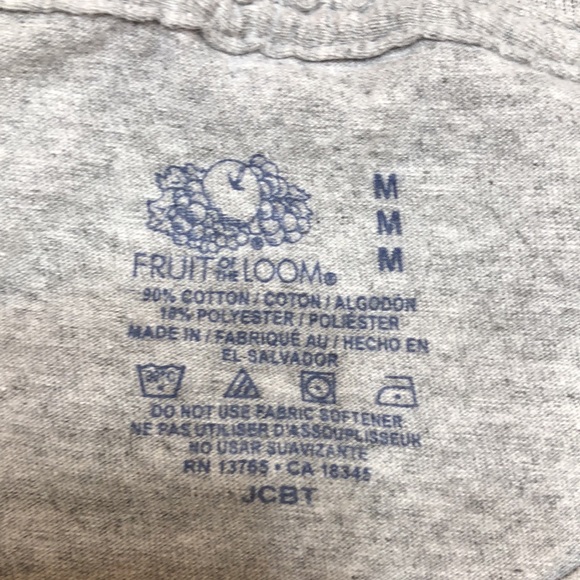 M
M
M
FRUIT OF THE LOOM®
90% COTTON / COTON / ALGODON
10% POLYESTER / POLIESTER
MADE IN / FABRIQUÉ AU / HECHO EN
EL SALVADOR
DO NOT USE FABRIC SOFTENER
NE PAS UTILISER D'ASSOUPLISSEUR
NO USAR SUAVIZANTE
RN 13765 • CA 18345
JCBT